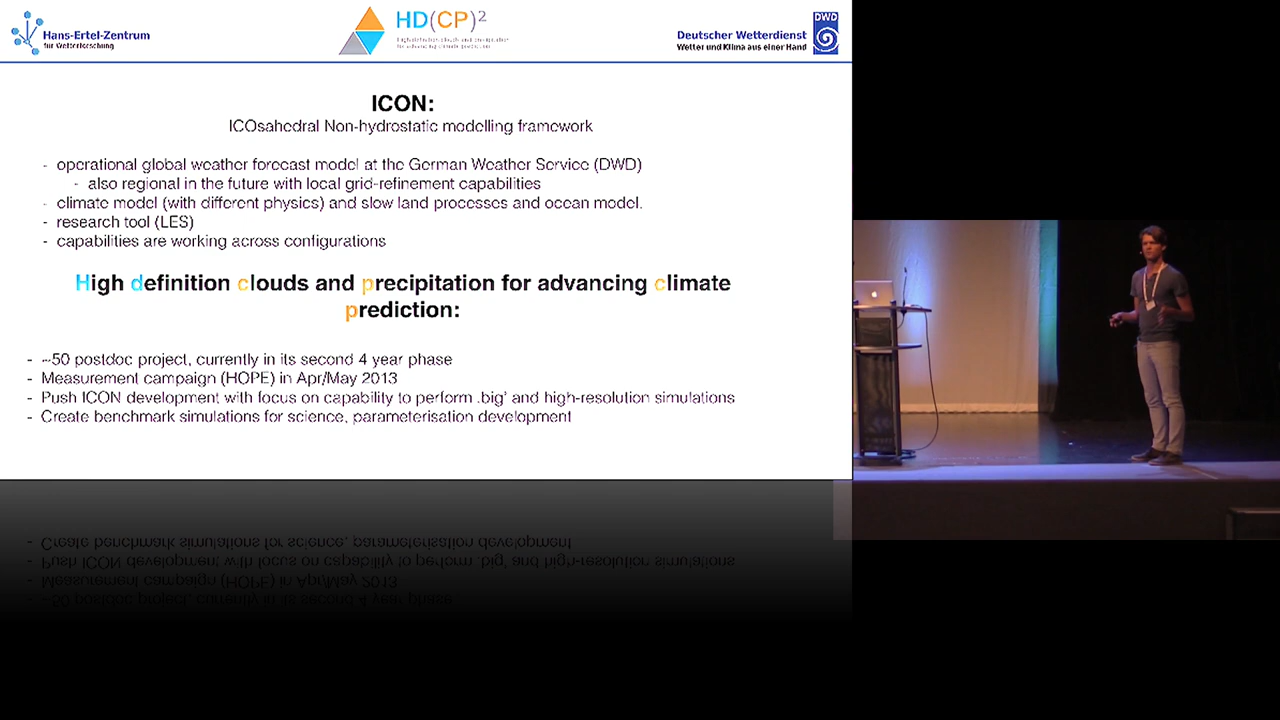 Hans-Ertel-Zentrum
für Wetterforschung
HD(CP)²
Deutscher Wetterdienst
Wetter und Klima aus einer Hand
DWD
ICON:
ICOsahedral Non-hydrostatic modelling framework
- operational global weather forecast model at the German Weather Service (DWD)
- also regional in the future with local grid-refinement capabilities
- climate model (with different physics) and slow land processes and ocean model.
- research tool (LES)
- capabilities are working across configurations
High definition clouds and precipitation for advancing climate
prediction:
- ~50 postdoc project, currently in its second 4 year phase
- Measurement campaign (HOPE) in Apr/May 2013
- Push ICON development with focus on capability to perform ‚big' and high-resolution simulations
- Create benchmark simulations for science, parameterisation development